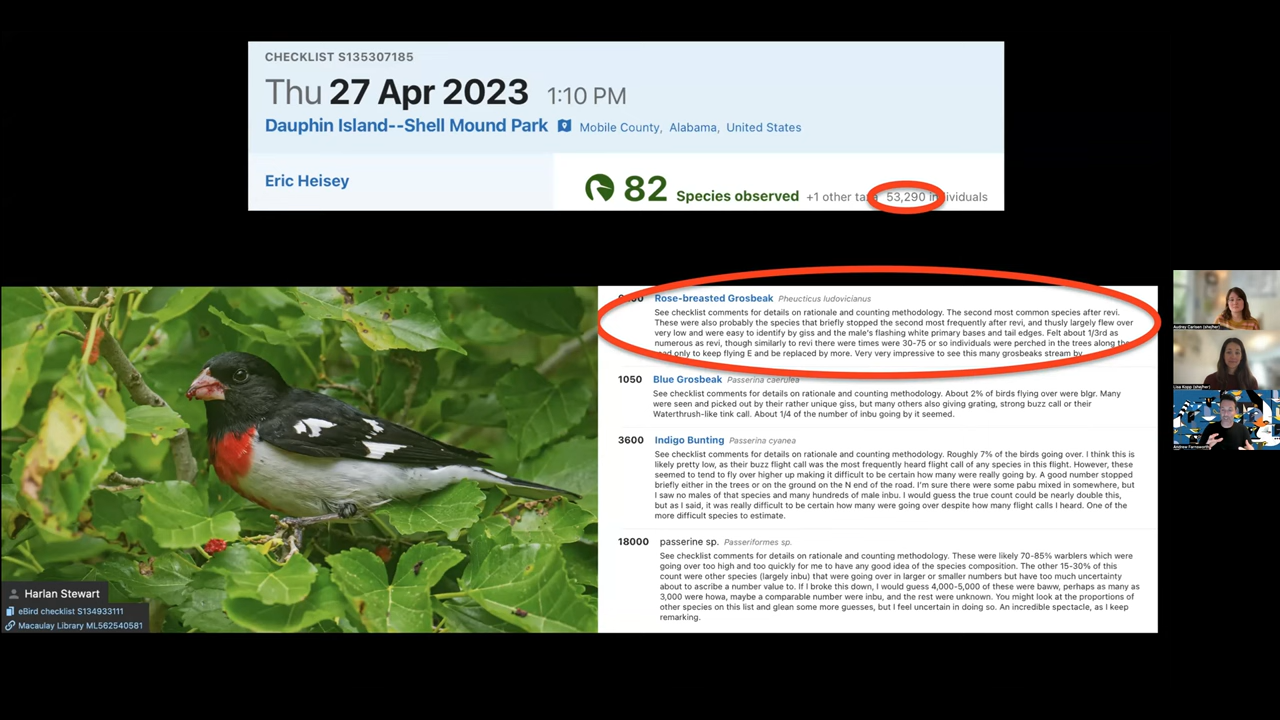 CHECKLIST S135307185
Thu 27 Apr 2023 1:10 PM
Dauphin Island--Shell Mound Park Mobile County, Alabama, United States
Eric Heisey
82 Species observed +1 other 53,290 individuals
Rose-breasted Grosbeak Pheucticus ludovicianus
See checklist comments for details on rationale and counting methodology. The second most common species after revi.
These were also probably the species that briefly stopped the second most frequently after revi, and thusly largely flew over
very low and were easy to identify by giss and the male's flashing white primary bases and tail edges. Felt about 1/3rd as
numerous as revi, though similarly to revi there were times were 30-75 or so individuals were perched in the trees along the
road only to keep flying E and be replaced by more. Very very impressive to see this many grosbeaks stream by
1050 Blue Grosbeak Passerina caerulea
See checklist comments for details on rationale and counting methodology. About 2% of birds flying over were blgr. Many
were seen and picked out by their rather unique giss, but many others also giving grating, strong buzz call or their
Waterthrush-like tink call. About 1/4 of the number of inbu going by it seemed.
3600 Indigo Bunting Passerina cyanea
See checklist comments for details on rationale and counting methodology. Roughly 7% of the birds going over. I think this is
likely pretty low, as their buzz flight call was the most frequently heard flight call of any species in this flight. However, these
seemed to tend to fly over higher up making it difficult to be certain how many were really going by. A good number stopped
briefly either in the trees or on the ground on the N end of the road. I'm sure there were some pabu mixed in somewhere, but
I saw no males of that species and many hundreds of male inbu. I would guess the true count could be nearly double this,
but as I said, it was really difficult to be certain how many were going over despite how many flight calls I heard. One of the
more difficult species to estimate.
18000 passerine sp. Passeriformes sp.
See checklist comments for details on rationale and counting methodology. These were likely 70-85% warblers which were
going over too high and too quickly for me to have any good idea of the species composition. The other 15-30% of this
count were other species (largely inbu) that were going over in larger or smaller numbers but have too much uncertainty
about to ascribe a number value to. If I broke this down, I would guess 4,000-5,000 of these were baww, perhaps as many as
3,000 were howa, maybe a comparable number were inbu, and the rest were unknown. You might look at the proportions of
other species on this list and glean some more guesses, but I feel uncertain in doing so. An incredible spectacle, as I keep
remarking.
Harlan Stewart
eBird checklist S134933111
Macaulay Library ML562540581
Audrey Carlsen (she/her)
Lisa Kopp (she/her)
Andrew Farnsworth